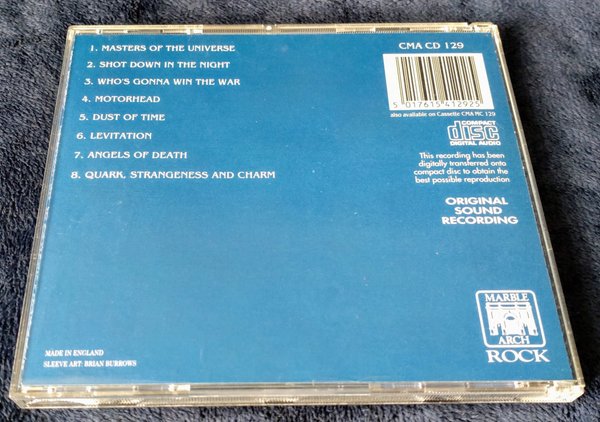 1. MASTERS OF THE UNIVERSE
2. SHOT DOWN IN THE NIGHT
3. WHO'S GONNA WIN THE WAR
4. MOTORHEAD
5. DUST OF TIME
6. LEVITATION
7. ANGELS OF DEATH
8. QUARK, STRANGENESS AND CHARM
CMA CD 129
5 017615 412925
also available on Cassette CMA MC 129
COMPACT
disc
DIGITAL AUDIO
This recording has been
digitally transferred onto
compact disc to obtain the
best possible reproduction
ORIGINAL
SOUND
RECORDING
MARBLE
ARCH
ROCK
MADE IN ENGLAND
SLEEVE ART: BRIAN BURROWS